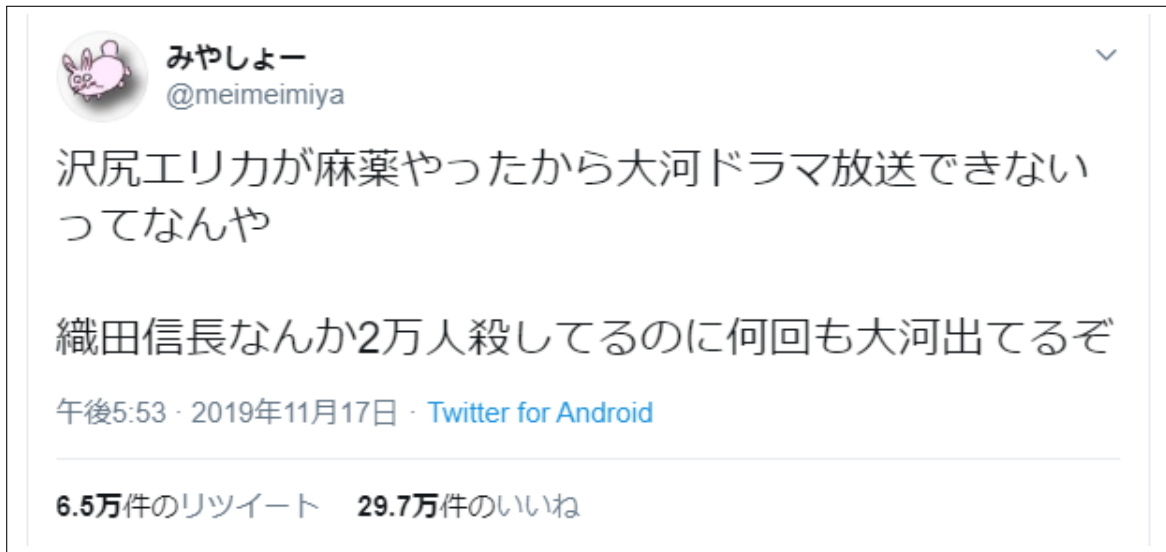 みやしょー
@meimeimiya
沢尻エリカが麻薬やったから大河ドラマ放送できない
ってなんや
織田信長なんか2万人殺してるのに何回も大河出てるぞ
午後5:53 · 2019年11月17日 · Twitter for Android
6.5万件のリツイート 29.7万件のいいね